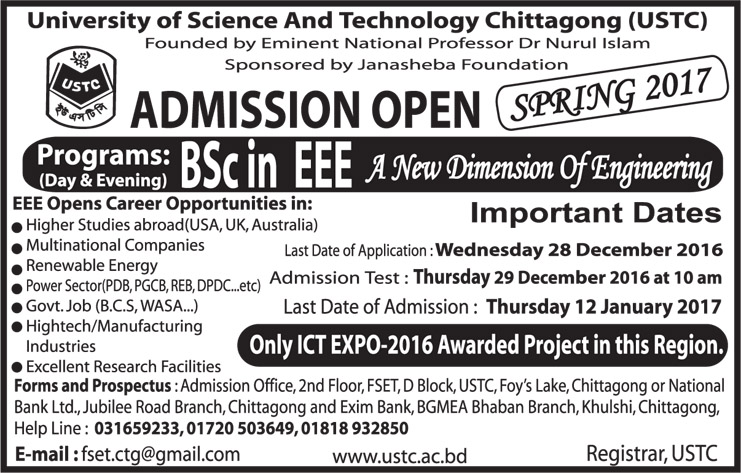 University of Science And Technology Chittagong (USTC)
Founded by Eminent National Professor Dr Nurul Islam
Sponsored by Janasheba Foundation
USTC
ইউ এস টি সি
ADMISSION OPEN
SPRING 2017
Programs:
(Day & Evening)
BSc in EEE
A New Dimension Of Engineering
EEE Opens Career Opportunities in:
● Higher Studies abroad(USA, UK, Australia)
● Multinational Companies
● Renewable Energy
● Power Sector(PDB, PGCB, REB, DPDC...etc)
● Govt. Job (B.C.S, WASA...)
● Hightech/Manufacturing
Industries
● Excellent Research Facilities
Important Dates
Last Date of Application : Wednesday 28 December 2016
Admission Test : Thursday 29 December 2016 at 10 am
Last Date of Admission : Thursday 12 January 2017
Only ICT EXPO-2016 Awarded Project in this Region.
Forms and Prospectus : Admission Office, 2nd Floor, FSET, D Block, USTC, Foy's Lake, Chittagong or National
Bank Ltd., Jubilee Road Branch, Chittagong and Exim Bank, BGMEA Bhaban Branch, Khulshi, Chittagong,
Help Line : 031659233, 01720 503649, 01818 932850
E-mail : fset.ctg@gmail.com
www.ustc.ac.bd
Registrar, USTC